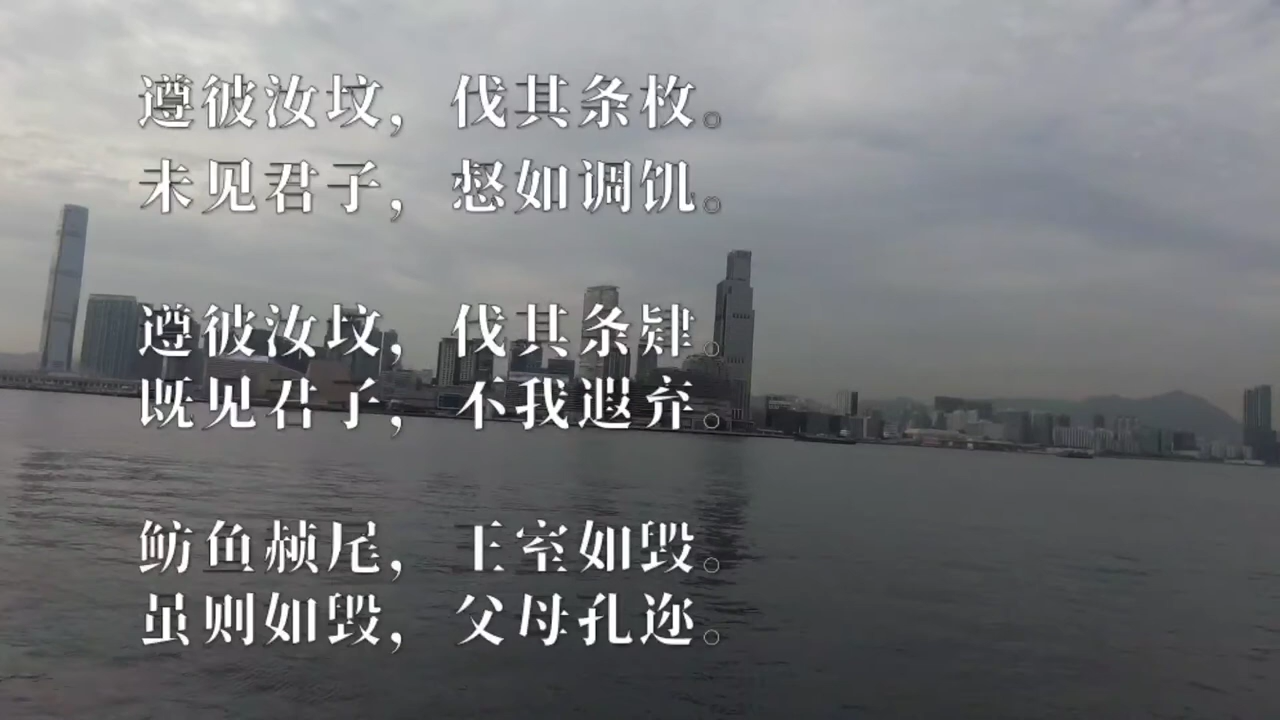 遵彼汝坟，伐其条枚。
未见君子，惄如调饥。
遵彼汝坟，伐其条肄。
既见君子，不我遐弃。
鲂鱼赪尾，王室如毁。
虽则如毁，父母孔迩。